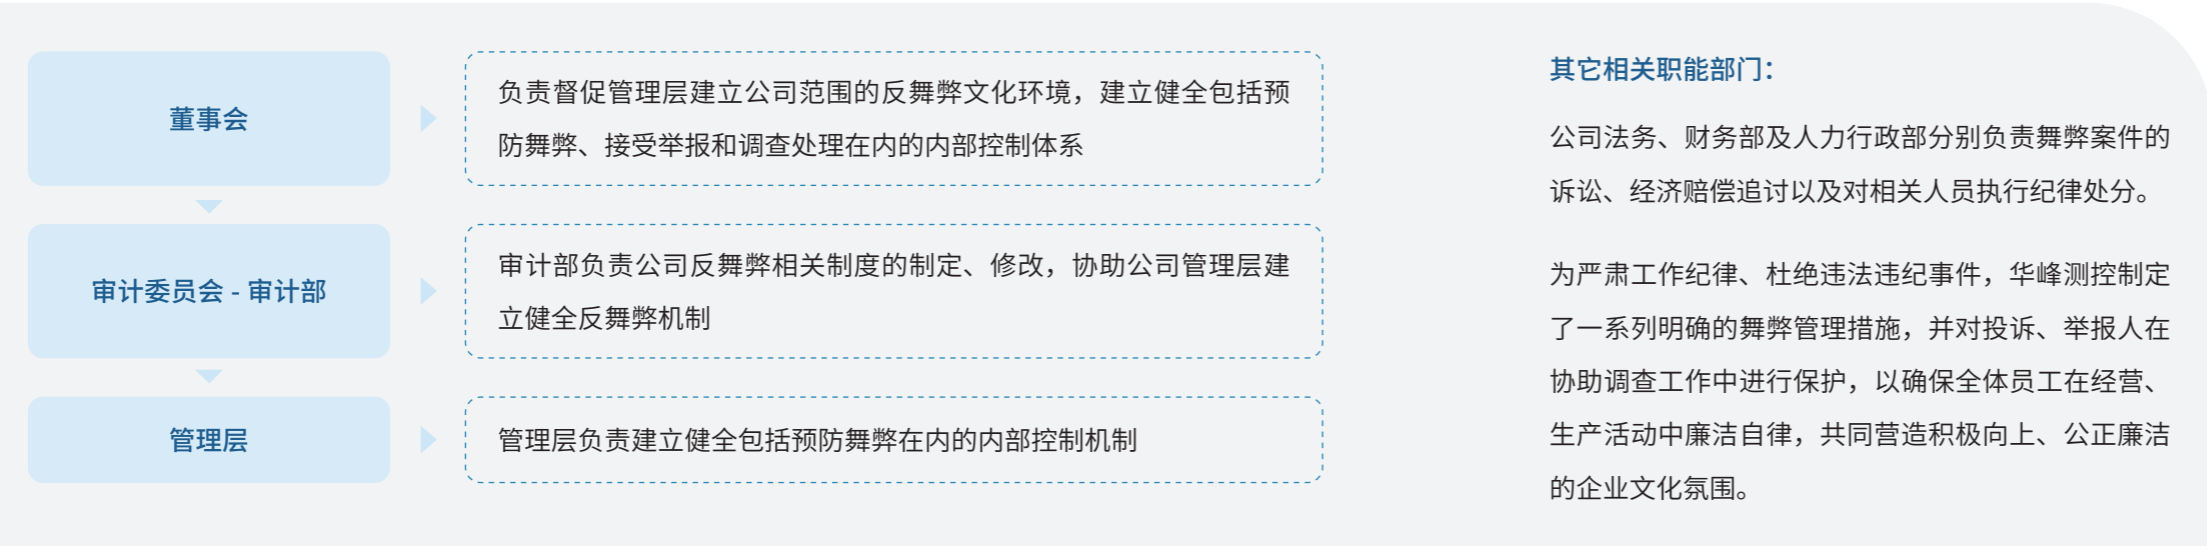 董事会
负责督促管理层建立公司范围的反舞弊文化环境，建立健全包括预
防舞弊、接受举报和调查处理在内的内部控制体系
审计委员会 - 审计部
审计部负责公司反舞弊相关制度的制定、修改，协助公司管理层建
立健全反舞弊机制
管理层
管理层负责建立健全包括预防舞弊在内的内部控制机制
其它相关职能部门：
公司法务、财务部及人力行政部分别负责舞弊案件的
诉讼、经济赔偿追讨以及对相关人员执行纪律处分。
为严肃工作纪律、杜绝违法违纪事件，华峰测控制定
了一系列明确的舞弊管理措施，并对投诉、举报人在
协助调查工作中进行保护，以确保全体员工在经营、
生产活动中廉洁自律，共同营造积极向上、公正廉洁
的企业文化氛围。